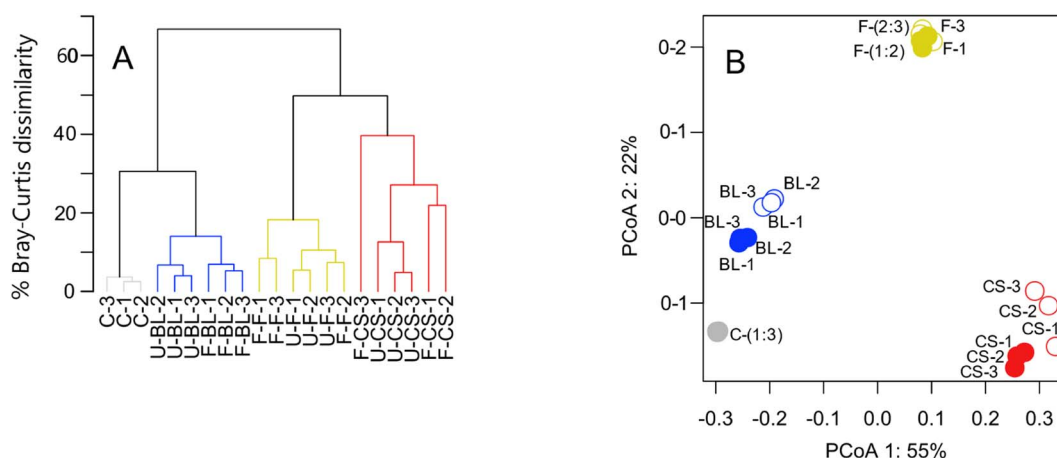 A
% Bray-Curtis dissimilarity
60
40
20
0
C-3
C-1
C-2
U-BL-2
U-BL-1
U-BL-3
F-BL-1
F-BL-2
F-BL-3
F-F-1
F-F-3
U-F-1
U-F-2
U-F-3
F-F-2
F-CS-3
U-CS-1
U-CS-2
U-CS-3
F-CS-1
F-CS-2
B
PCoA 2: 22%
0-2
0-1
0-0
0-1
F-(2:3) F-3
F-(1:2) F-1
BL-3 BL-2
BL-3 BL-1
BL-2
BL-1
C-(1:3)
CS-3
CS-2
CS-1
CS-1
CS-2
CS-3
-0.3 -0.2 -0.1 0.0 0.1 0.2 0.3
PCoA 1: 55%